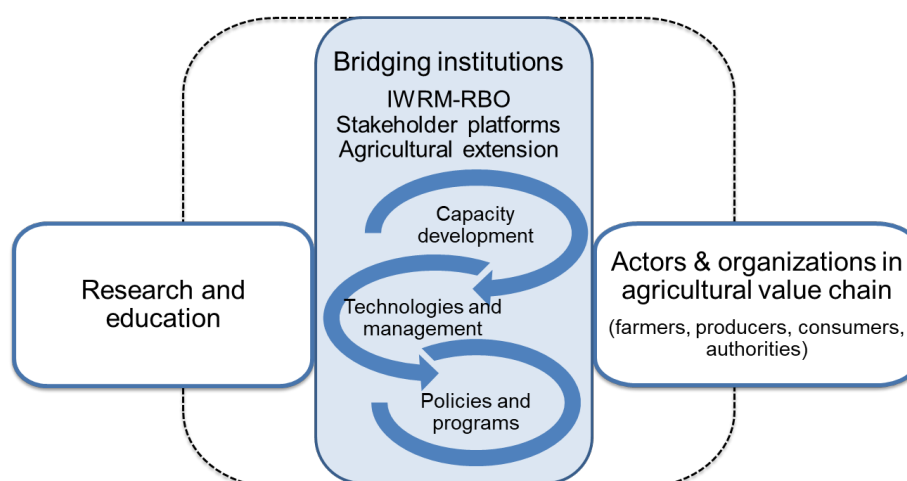 Bridging institutions
IWRM-RBO
Stakeholder platforms
Agricultural extension
Capacity
development
Technologies and
management
Policies and
programs
Research and
education
Actors & organizations in
agricultural value chain
(farmers, producers, consumers,
authorities)